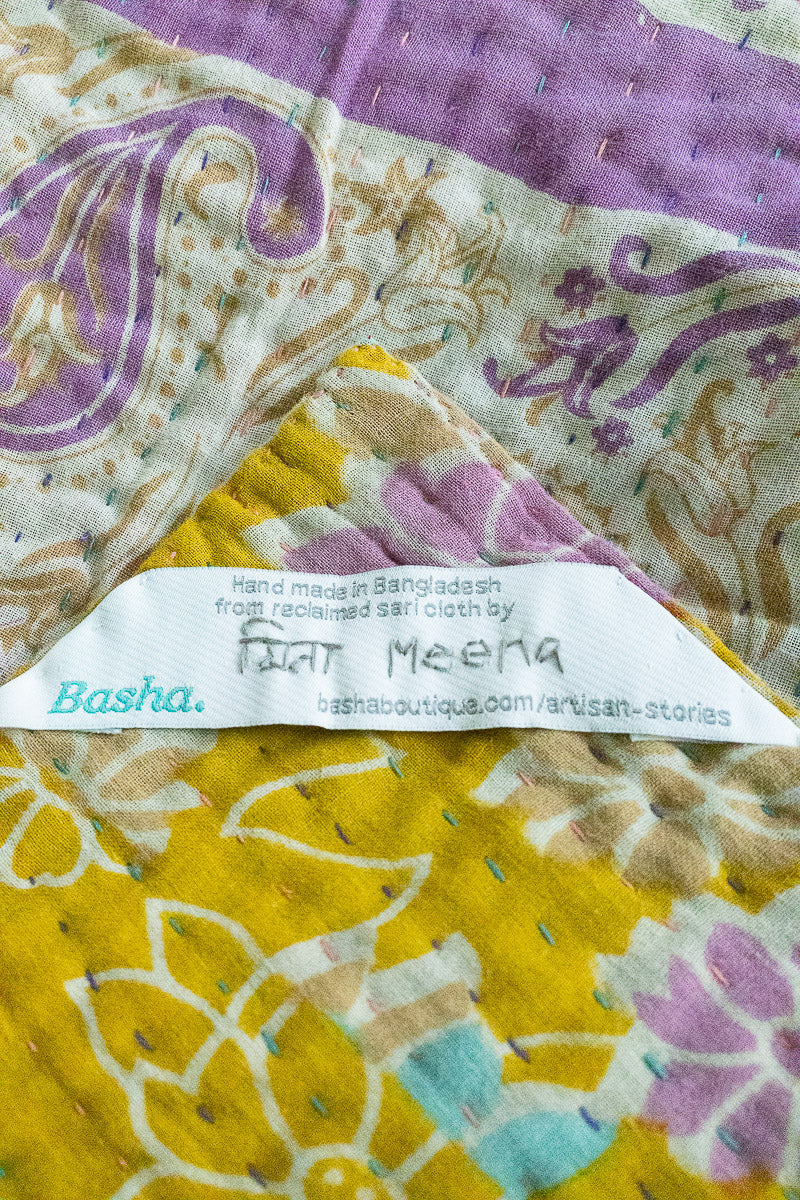 Hand made in Bangladesh
from reclaimed sari cloth by
মিনা Meena
Basha.
bashaboutique.com/artisan-stories